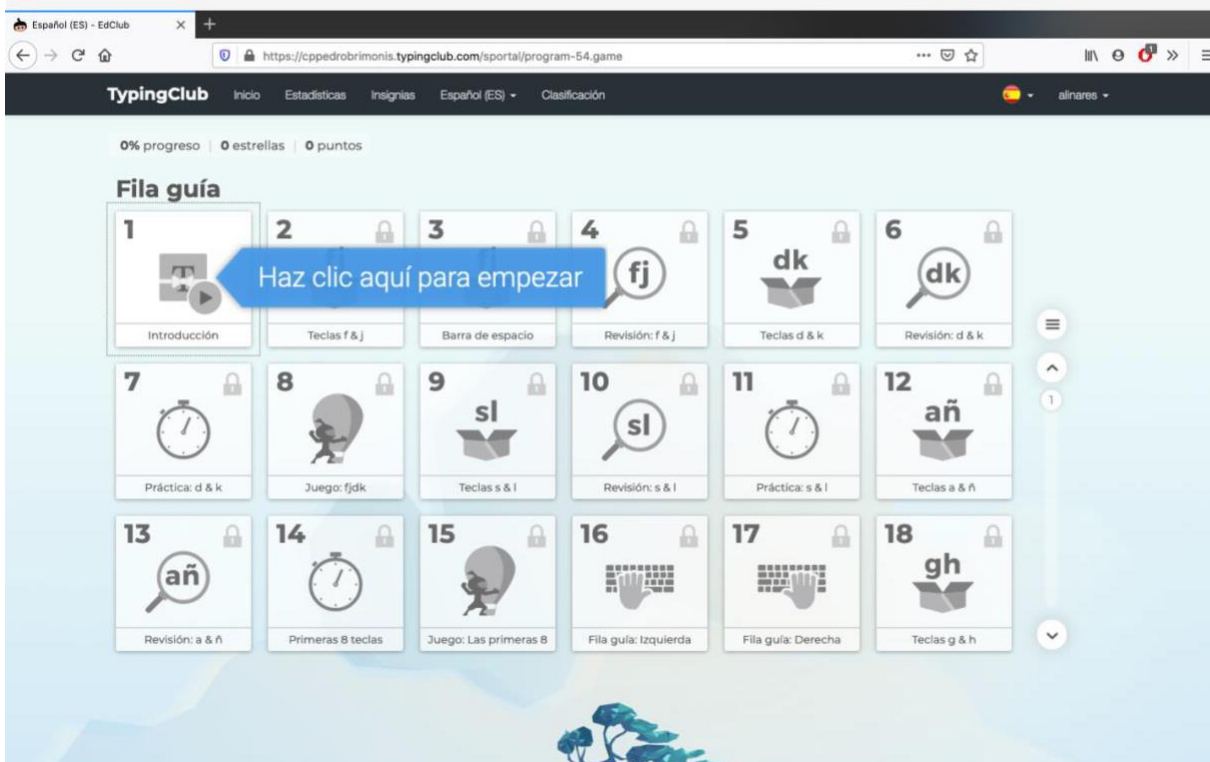 Español (ES) - EdClub
https://cppedrobrimonis.typingclub.com/sportal/program-54.game
TypingClub Inicio Estadísticas Insignias Español (ES) Clasificación alinares
0% progreso | 0 estrellas | 0 puntos
Fila guía
1 2 3 4 5 6
fj dk dk
Haz clic aquí para empezar
Introducción Teclas f & j Barra de espacio Revisión: f & j Teclas d & k Revisión: d & k
7 8 9 10 11 12
sl sl añ
1
Práctica: d & k Juego: fjdk Teclas s & l Revisión: s & l Práctica: s & l Teclas a & ñ
13 14 15 16 17 18
añ gh
Revisión: a & ñ Primeras 8 teclas Juego: Las primeras 8 Fila guía: Izquierda Fila guía: Derecha Teclas g & h